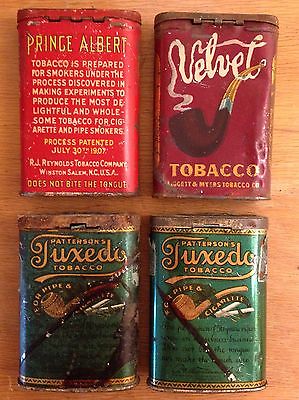 PRINCE ALBERT
TOBACCO IS PREPARED
FOR SMOKERS UNDER THE
PROCESS DISCOVERED IN
MAKING EXPERIMENTS TO
PRODUCE THE MOST DE-
LIGHTFUL AND WHOLE-
SOME TOBACCO FOR CIG-
ARETTE AND PIPE SMOKERS.
PROCESS PATENTED
JULY 30TH 1907.
R.J. REYNOLDS TOBACCO COMPANY
WINSTON SALEM, N.C., U.S.A.
DOES NOT BITE THE TONGUE
Velvet
TOBACCO
LIGGETT & MYERS TOBACCO CO
PATTERSON'S
Tuxedo
TOBACCO
FOR PIPE &
PATTERSON'S
Tuxedo
TOBACCO
FOR PIPE &
CIGARETTE